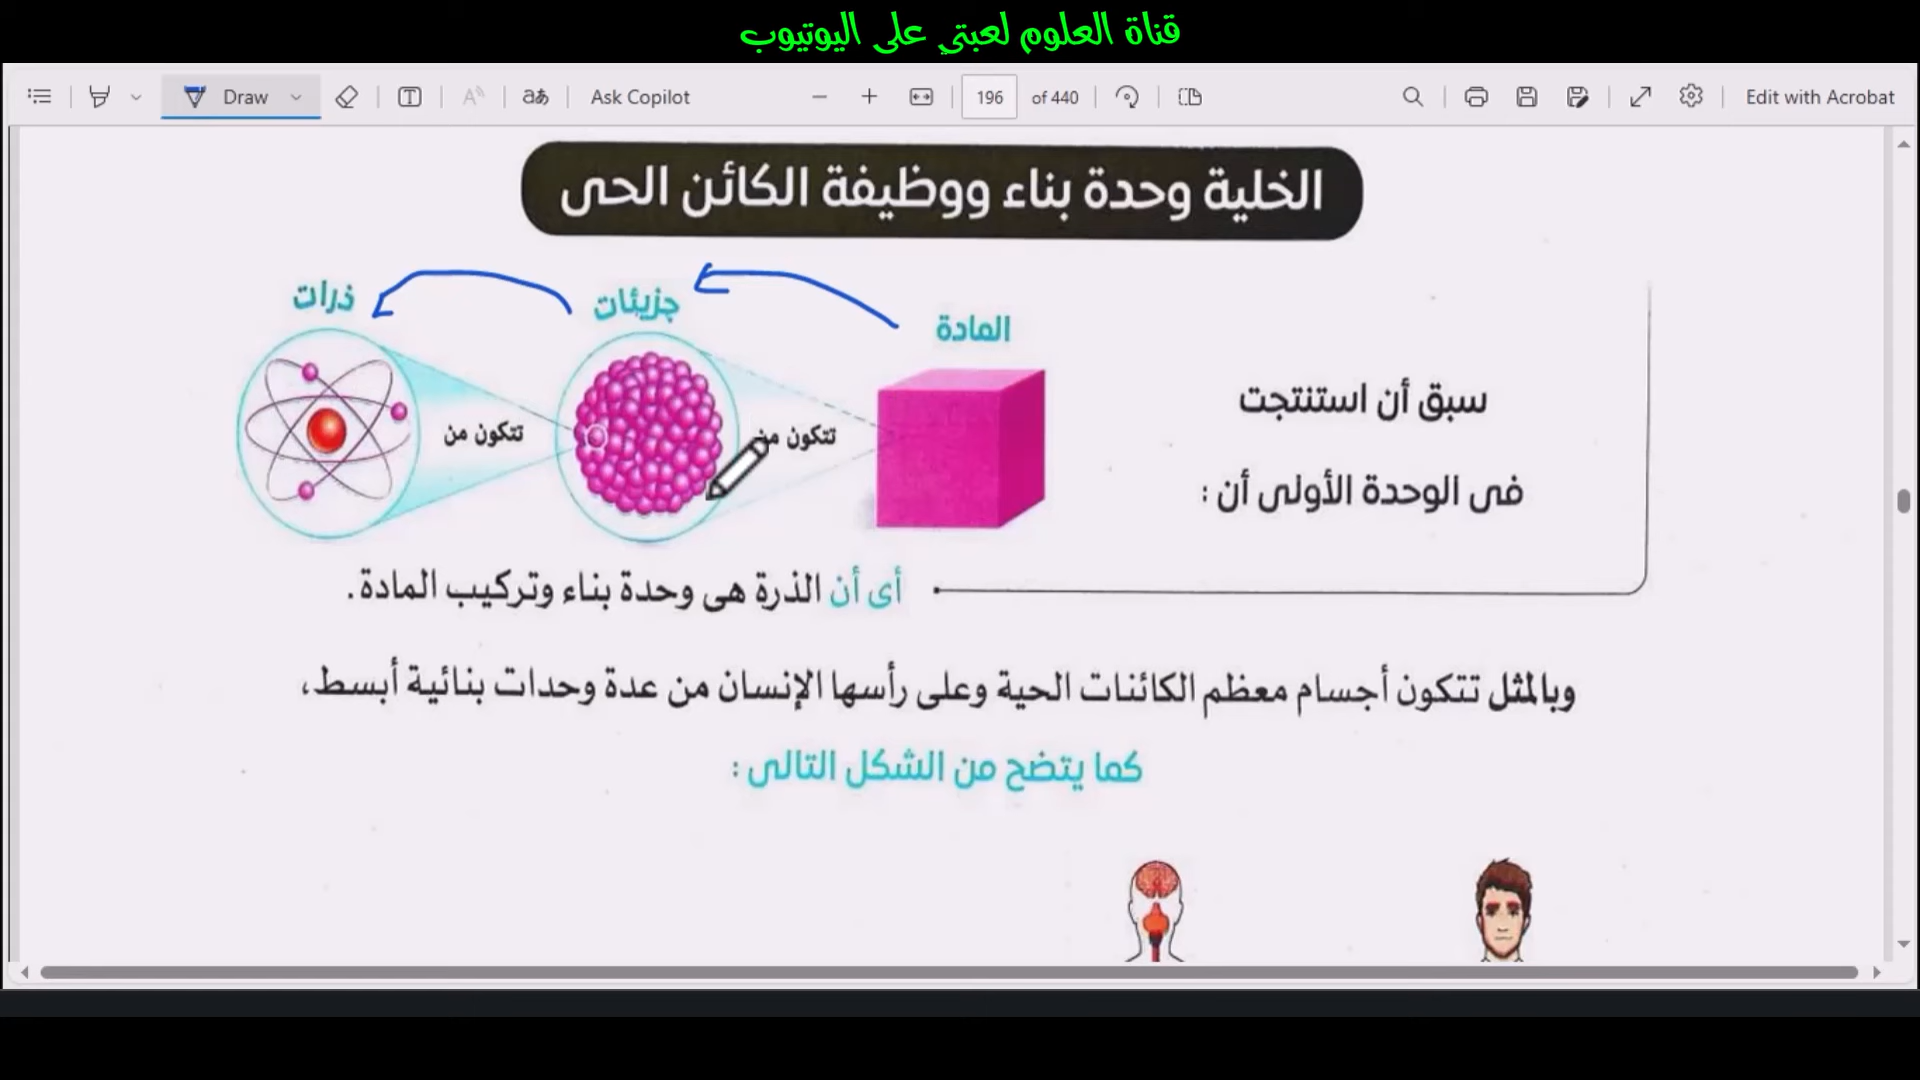 قناة العلوم لعبتي على اليوتيوب
Draw
Ask Copilot
196 of 440
Edit with Acrobat
الخلية وحدة بناء ووظيفة الكائن الحى
المادة
جزيئات
ذرات
سبق أن استنتجت
فى الوحدة الأولى أن :
تتكون من
تتكون من
أى أن الذرة هى وحدة بناء وتركيب المادة.
وبالمثل تتكون أجسام معظم الكائنات الحية وعلى رأسها الإنسان من عدة وحدات بنائية أبسط،
كما يتضح من الشكل التالى :